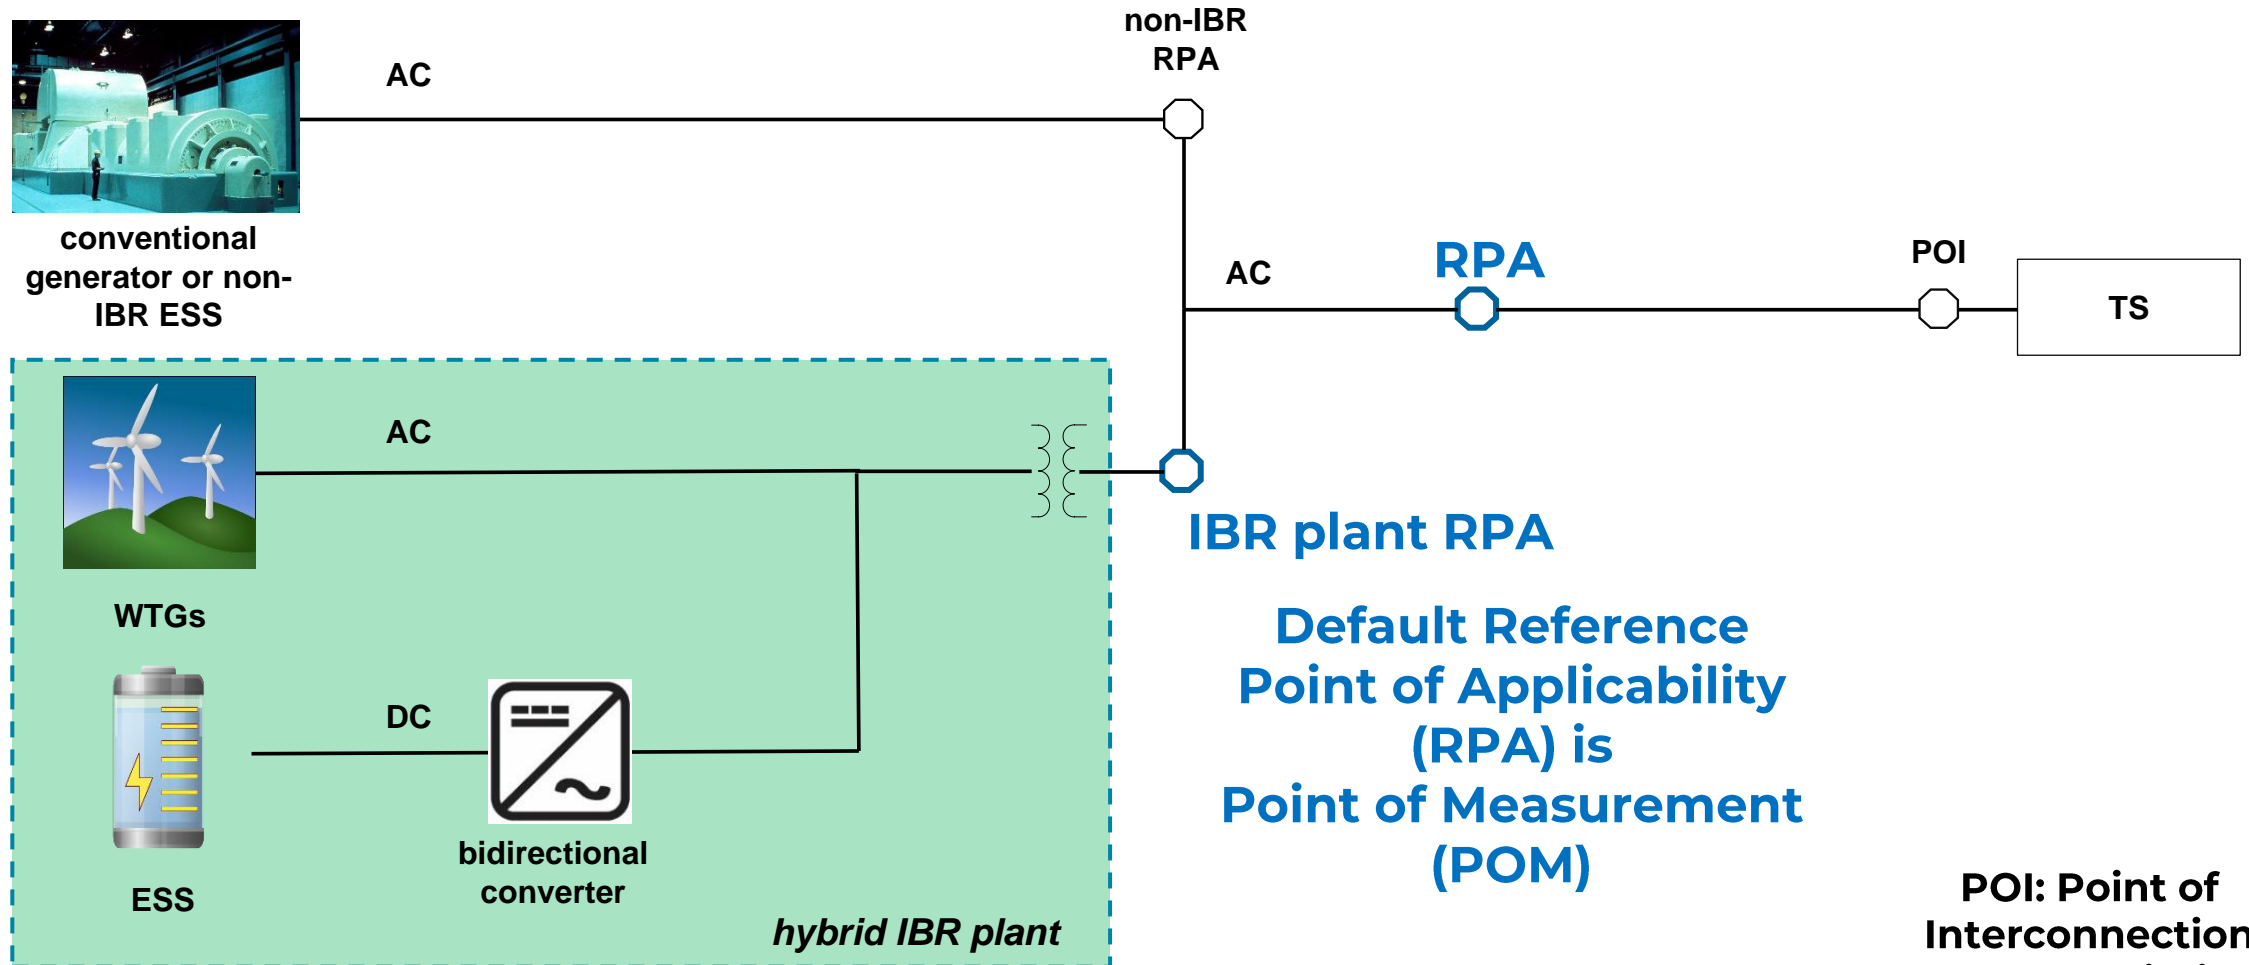 non-IBR
RPA
AC
conventional
generator or non-
IBR ESS
AC
RPA
POI
TS
AC
WTGs
IBR plant RPA
DC
ESS
bidirectional
converter
hybrid IBR plant
Default Reference
Point of Applicability
(RPA) is
Point of Measurement
(POM)
POI: Point of
Interconnection